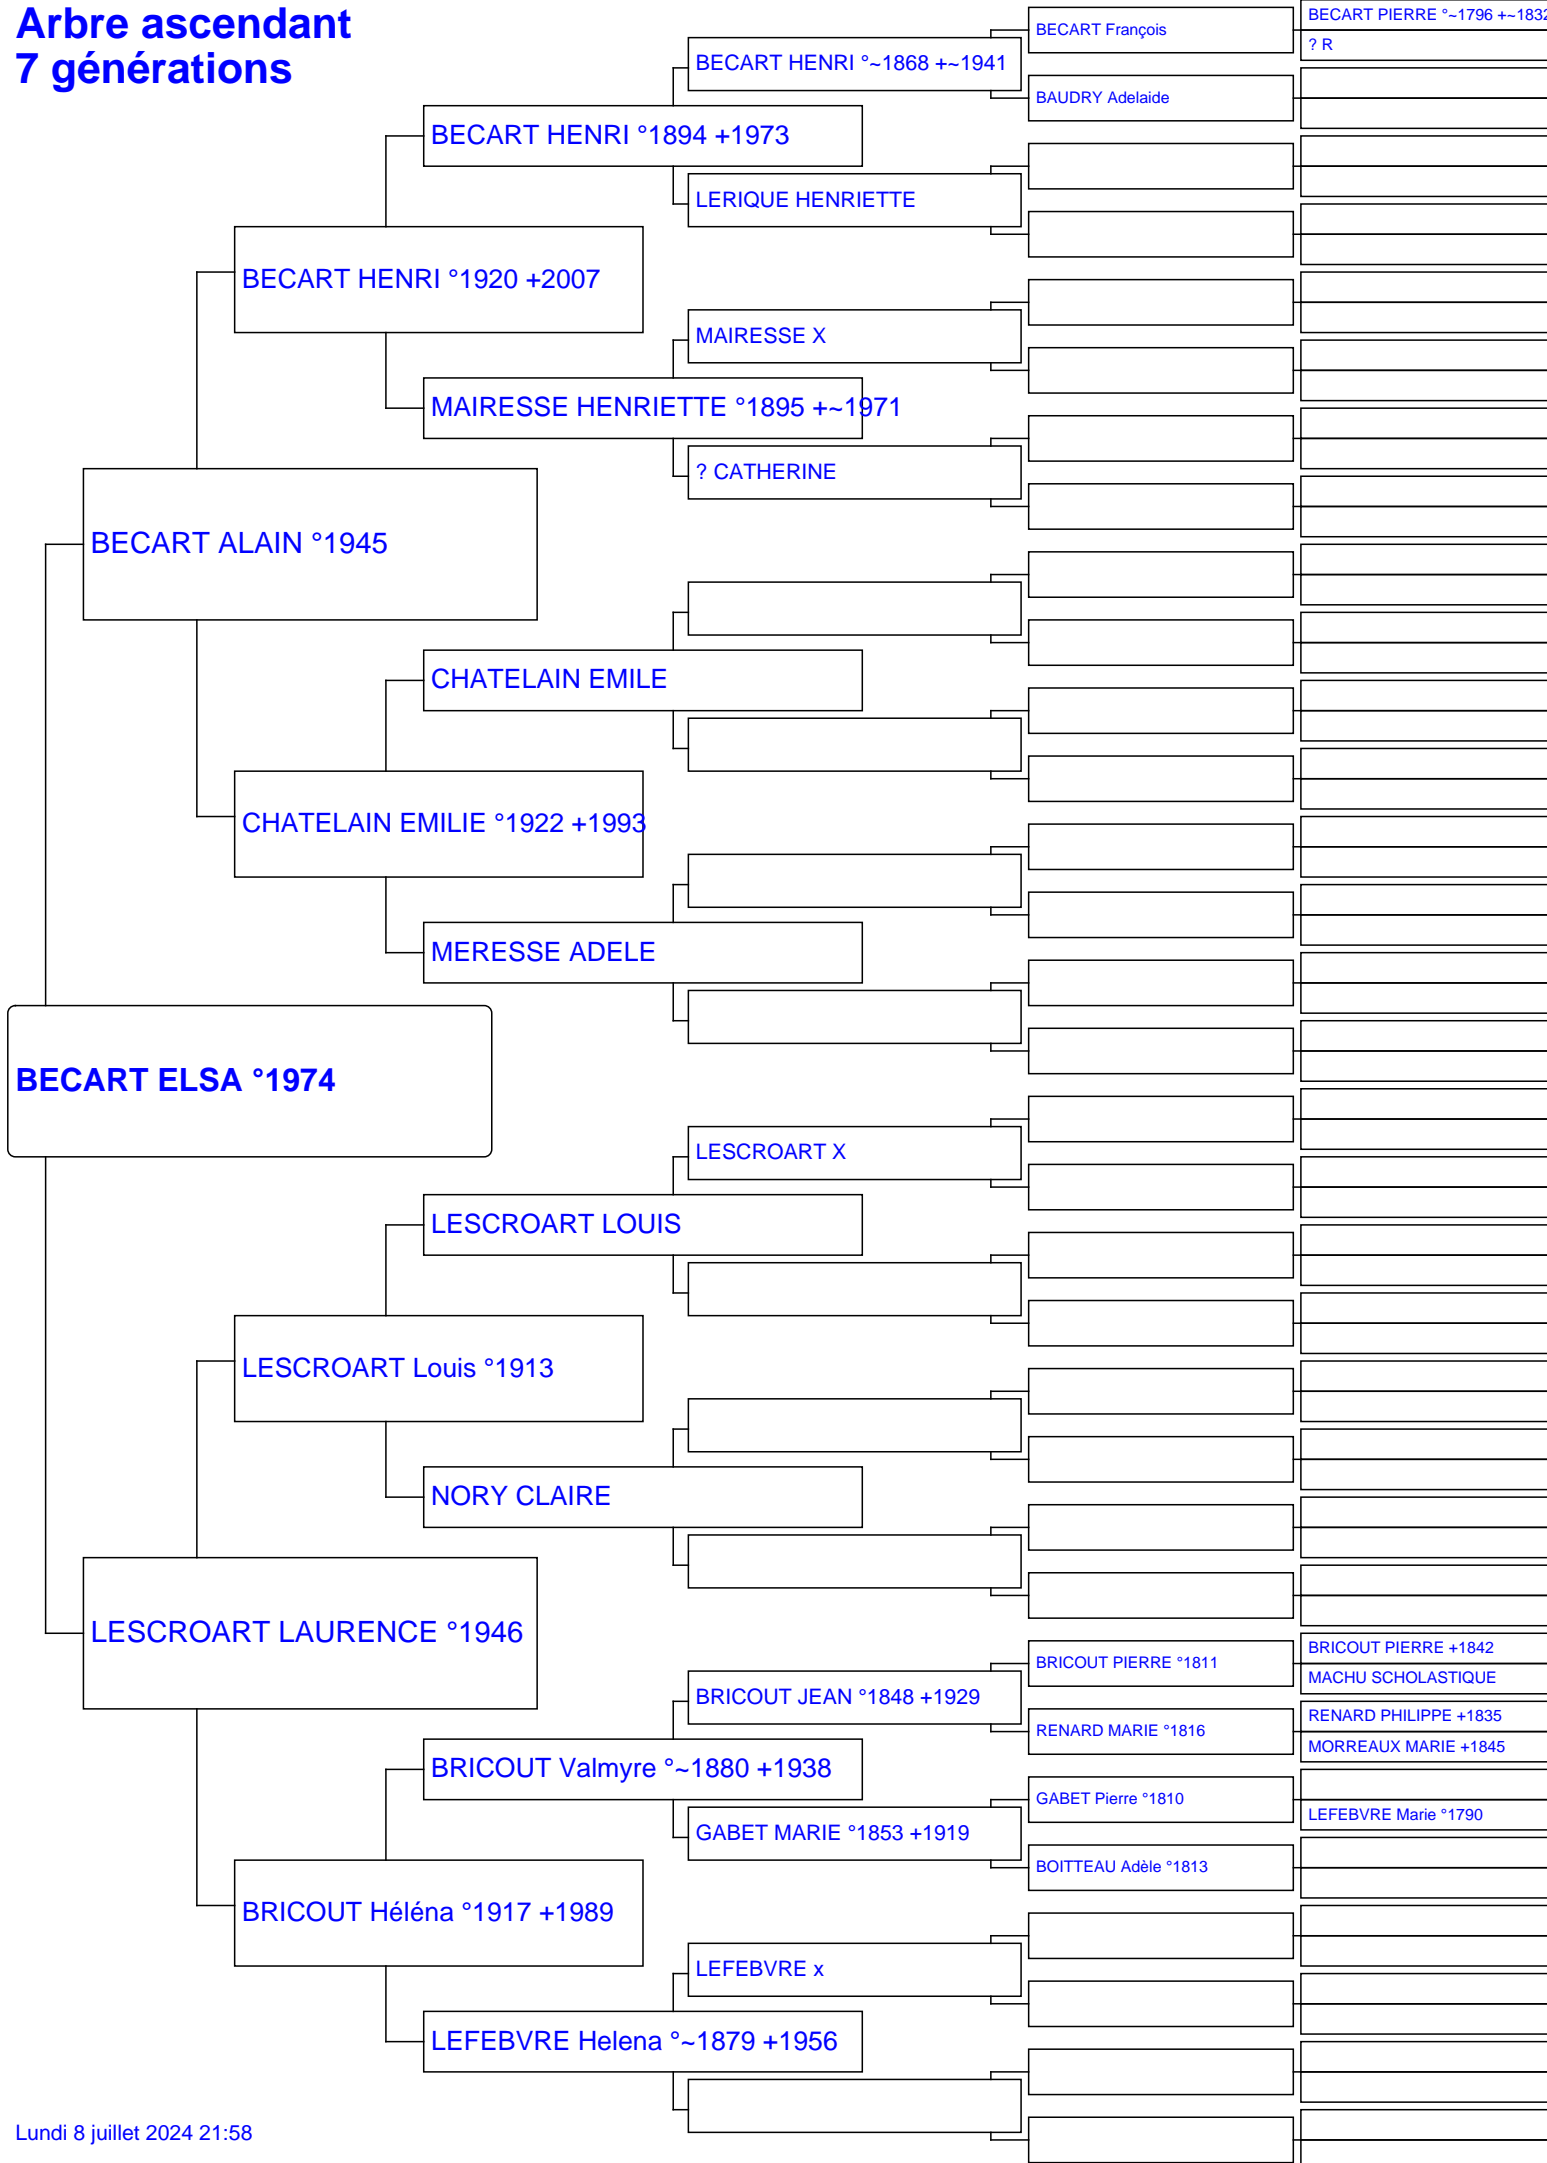 Arbre ascendant
7 générations
BECART PIERRE °~1796 +~1832
BECART François
? R
BECART HENRI °~1868 +~1941
BAUDRY Adelaide
BECART HENRI °1894 +1973
LERIQUE HENRIETTE
BECART HENRI °1920 +2007
MAIRESSE X
MAIRESSE HENRIETTE °1895 +~1971
? CATHERINE
BECART ALAIN °1945
CHATELAIN EMILE
CHATELAIN EMILIE °1922 +1993
MERESSE ADELE
BECART ELSA °1974
LESCROART X
LESCROART LOUIS
LESCROART Louis °1913
NORY CLAIRE
LESCROART LAURENCE °1946
BRICOUT PIERRE +1842
BRICOUT PIERRE °1811
MACHU SCHOLASTIQUE
BRICOUT JEAN °1848 +1929
RENARD PHILIPPE +1835
RENARD MARIE °1816
MORREAUX MARIE +1845
BRICOUT Valmyre °~1880 +1938
GABET Pierre °1810
LEFEBVRE Marie °1790
GABET MARIE °1853 +1919
BOITTEAU Adèle °1813
BRICOUT Héléna °1917 +1989
LEFEBVRE x
LEFEBVRE Helena °~1879 +1956
Lundi 8 juillet 2024 21:58